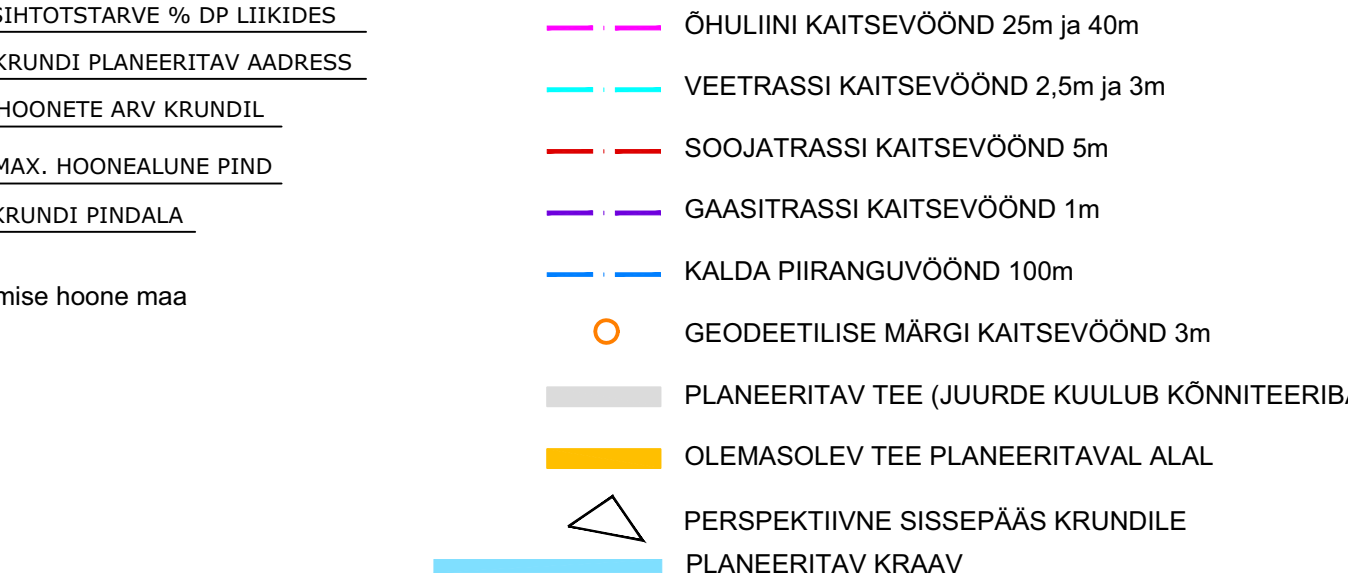 SIHTOTSTARVE % DP LIIKIDES
KRUNDI PLANEERITAV AADRESS
HOONETE ARV KRUNDIL
MAX. HOONEALUNE PIND
KRUNDI PINDALA
mise hoone maa
ÕHULIINI KAITSEVÖÖND 25m ja 40m
VEETRASSI KAITSEVÖÖND 2,5m ja 3m
SOOJATRASSI KAITSEVÖÖND 5m
GAASITRASSI KAITSEVÖÖND 1m
KALDA PIIRANGUVÖÖND 100m
GEODEETILISE MÄRGI KAITSEVÖÖND 3m
PLANEERITAV TEE (JUURDE KUULUB KÕNNITEERIBA
OLEMASOLEV TEE PLANEERITAVAL ALAL
PERSPEKTIIVNE SISSEPÄÄS KRUNDILE
PLANEERITAV KRAAV